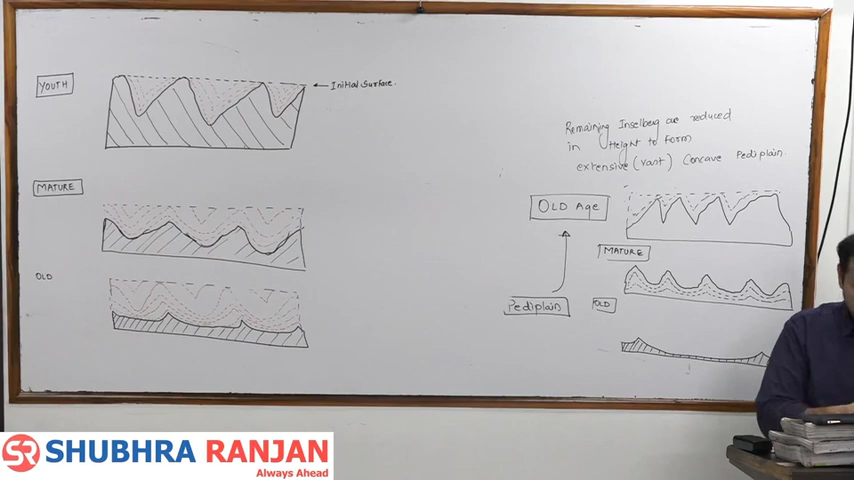 YOUTH
Initial Surface.
MATURE
OLD
Remaining Inselberg are reduced
in Height to form
extensive (vast) Concave Pediplain.
OLD Age
MATURE
Pediplain
OLD
SR SHUBHRA RANJAN
Always Ahead